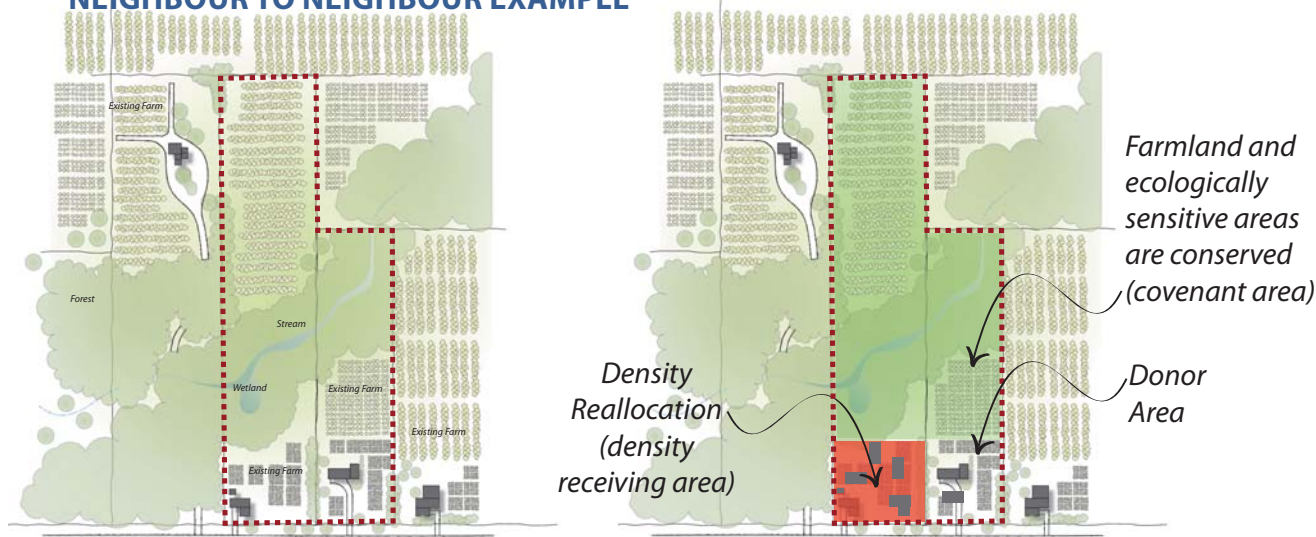 NEIGHBOUR TO NEIGHBOUR EXAMPLE
Existing Farm
Forest
Stream
Wetland
Existing Farm
Existing Farm
Existing Farm
Farmland and
ecologically
sensitive areas
are conserved
(covenant area)
Density
Reallocation
(density
receiving area)
Donor
Area